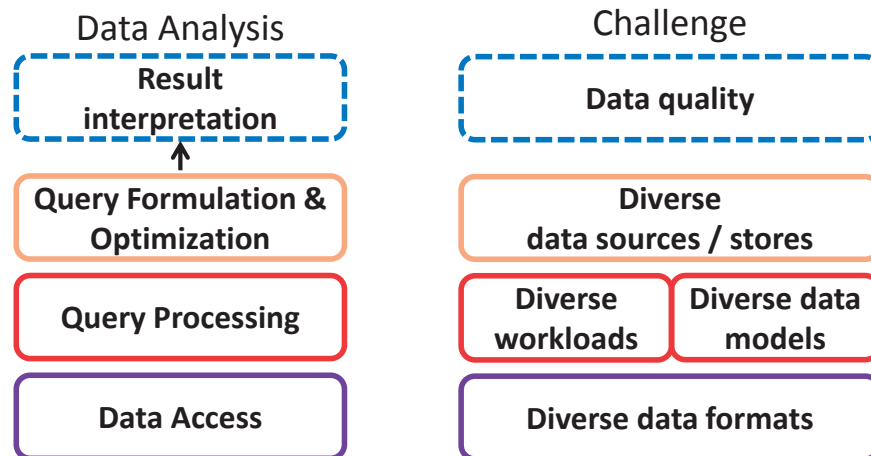 Data Analysis
Result
interpretation
Query Formulation &
Optimization
Query Processing
Data Access
Challenge
Data quality
Diverse
data sources / stores
Diverse
workloads
Diverse data
models
Diverse data formats